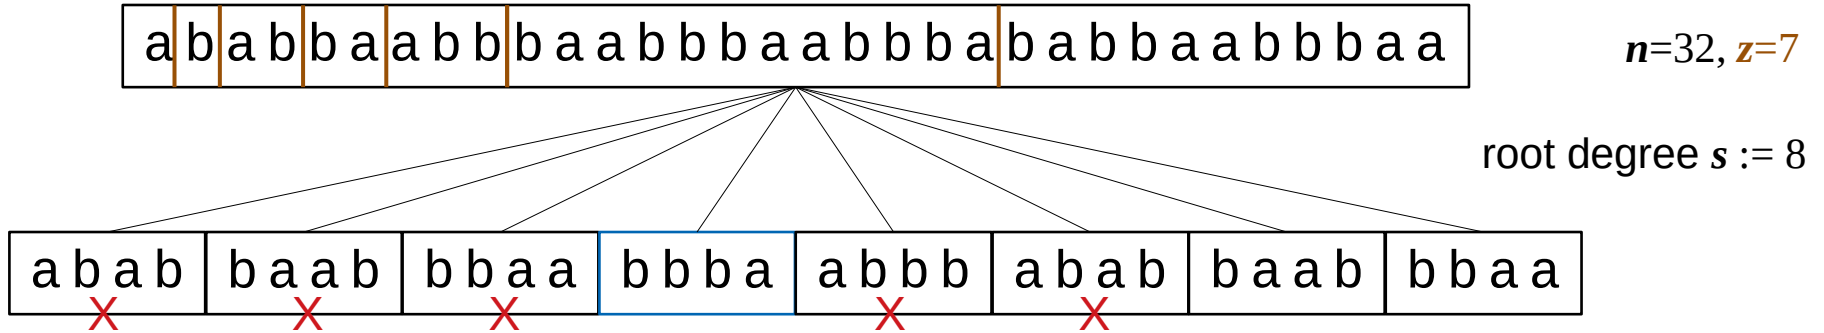 a b a b b a a b b b a a b b b a a b b b a b a b b a a b b b a a
n=32, z=7
root degree s := 8
a b a b b a a b b b a a b b b a a b b b a b a b b a a b b b a a
X X X X X